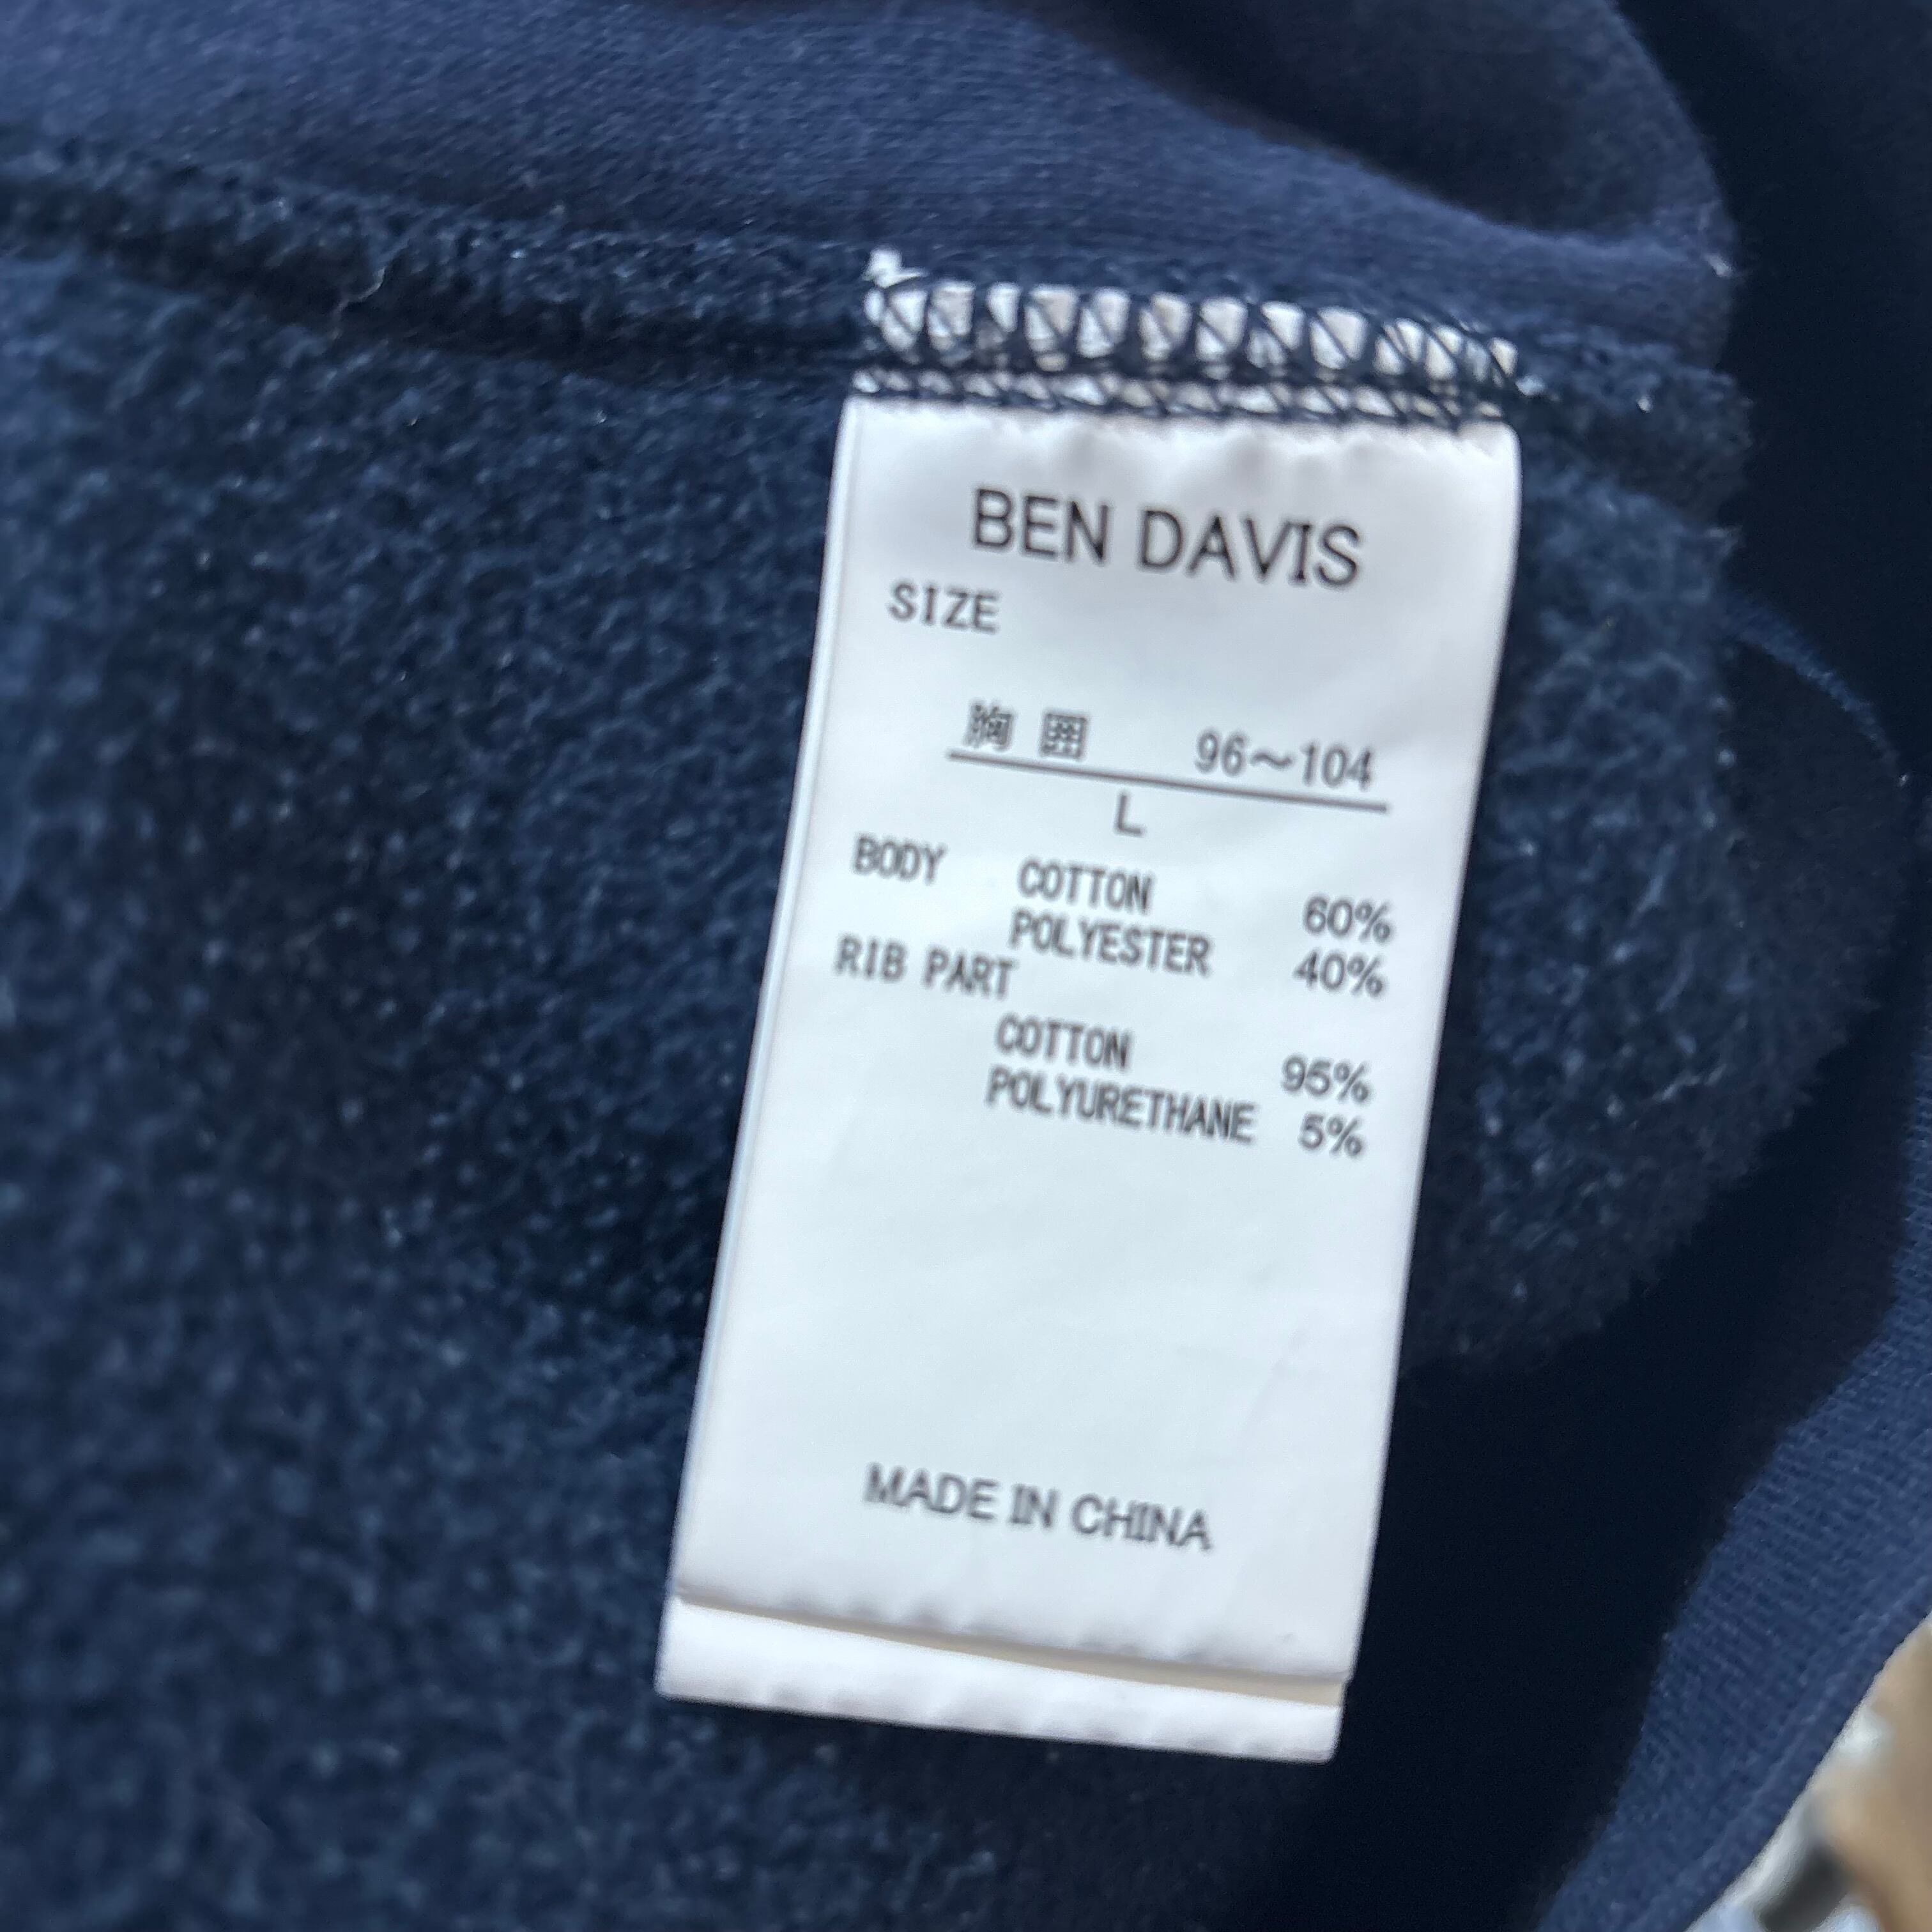 BEN DAVIS
SIZE
胸 囲 96〜104
L
BODY COTTON 60%
POLYESTER 40%
RIB PART
COTTON 95%
POLYURETHANE 5%
MADE IN CHINA